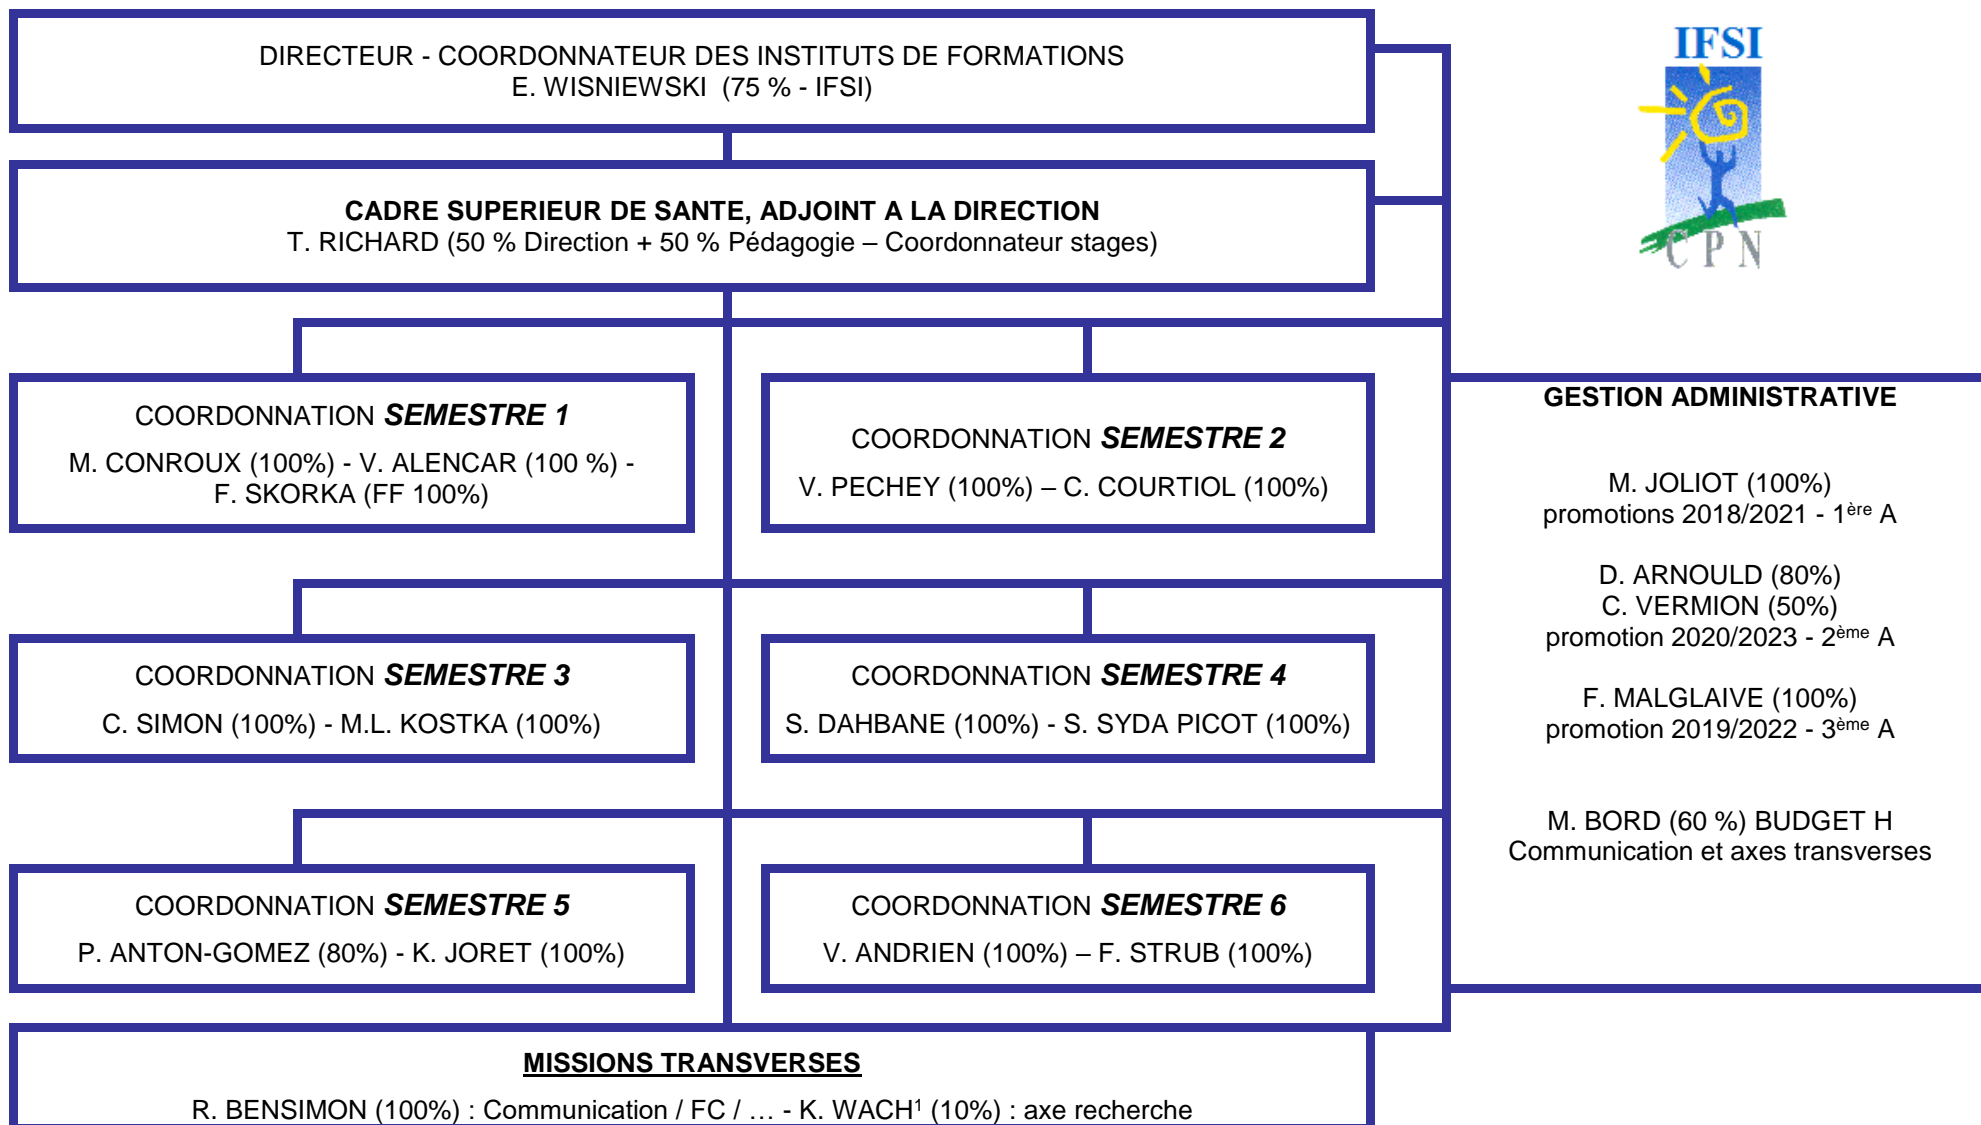 DIRECTEUR - COORDONNATEUR DES INSTITUTS DE FORMATIONS
E. WISNIEWSKI  (75 % - IFSI)
IFSI
CPN
CADRE SUPERIEUR DE SANTE, ADJOINT A LA DIRECTION
T. RICHARD (50 % Direction + 50 % Pédagogie – Coordonnateur stages)
COORDONNATION SEMESTRE 1
M. CONROUX (100%) - V. ALENCAR (100 %) -
F. SKORKA (FF 100%)
COORDONNATION SEMESTRE 2
V. PECHEY (100%) – C. COURTIOL (100%)
COORDONNATION SEMESTRE 3
C. SIMON (100%) - M.L. KOSTKA (100%)
COORDONNATION SEMESTRE 4
S. DAHBANE (100%) - S. SYDA PICOT (100%)
COORDONNATION SEMESTRE 5
P. ANTON-GOMEZ (80%) - K. JORET (100%)
COORDONNATION SEMESTRE 6
V. ANDRIEN (100%) – F. STRUB (100%)
GESTION ADMINISTRATIVE
M. JOLIOT (100%)
promotions 2018/2021 - 1ère A
D. ARNOULD (80%)
C. VERMION (50%)
promotion 2020/2023 - 2ème A
F. MALGLAIVE (100%)
promotion 2019/2022 - 3ème A
M. BORD (60 %) BUDGET H
Communication et axes transverses
MISSIONS TRANSVERSES
R. BENSIMON (100%) : Communication / FC / … - K. WACH¹ (10%) : axe recherche